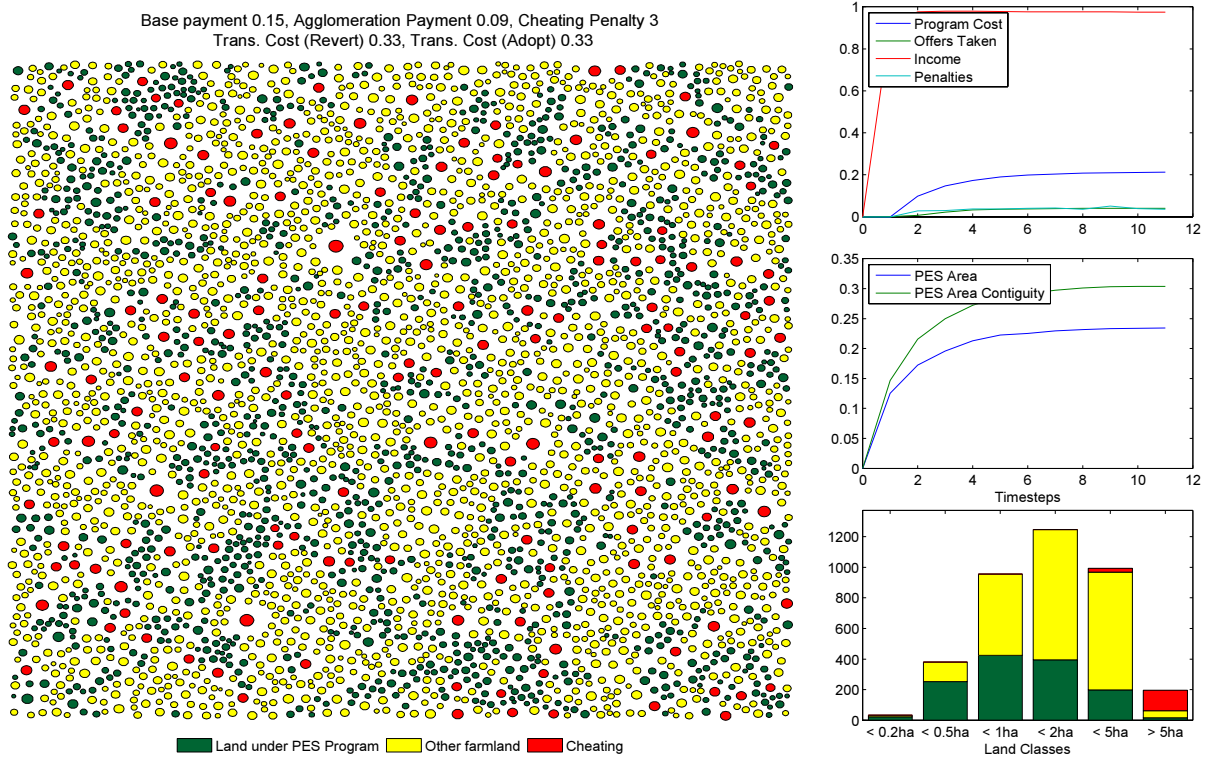 Base payment 0.15, Agglomeration Payment 0.09, Cheating Penalty 3
Trans. Cost (Revert) 0.33, Trans. Cost (Adopt) 0.33
Land under PES Program
Other farmland
Cheating
1
0.8
0.6
0.4
0.2
0
0 2 4 6 8 10 12
Program Cost
Offers Taken
Income
Penalties
0.35
0.3
0.25
0.2
0.15
0.1
0.05
0
0 2 4 6 8 10 12
Timesteps
PES Area
PES Area Contiguity
1200
1000
800
600
400
200
0
< 0.2ha < 0.5ha < 1ha < 2ha < 5ha > 5ha
Land Classes